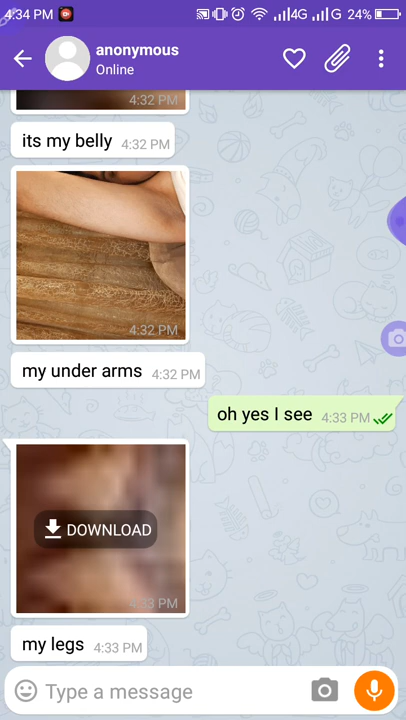 4:34 PM 4G G 24%
anonymous
Online
4:32 PM
its my belly 4:32 PM
4:32 PM
my under arms 4:32 PM
oh yes I see 4:33 PM
DOWNLOAD
4:33 PM
my legs 4:33 PM
Type a message